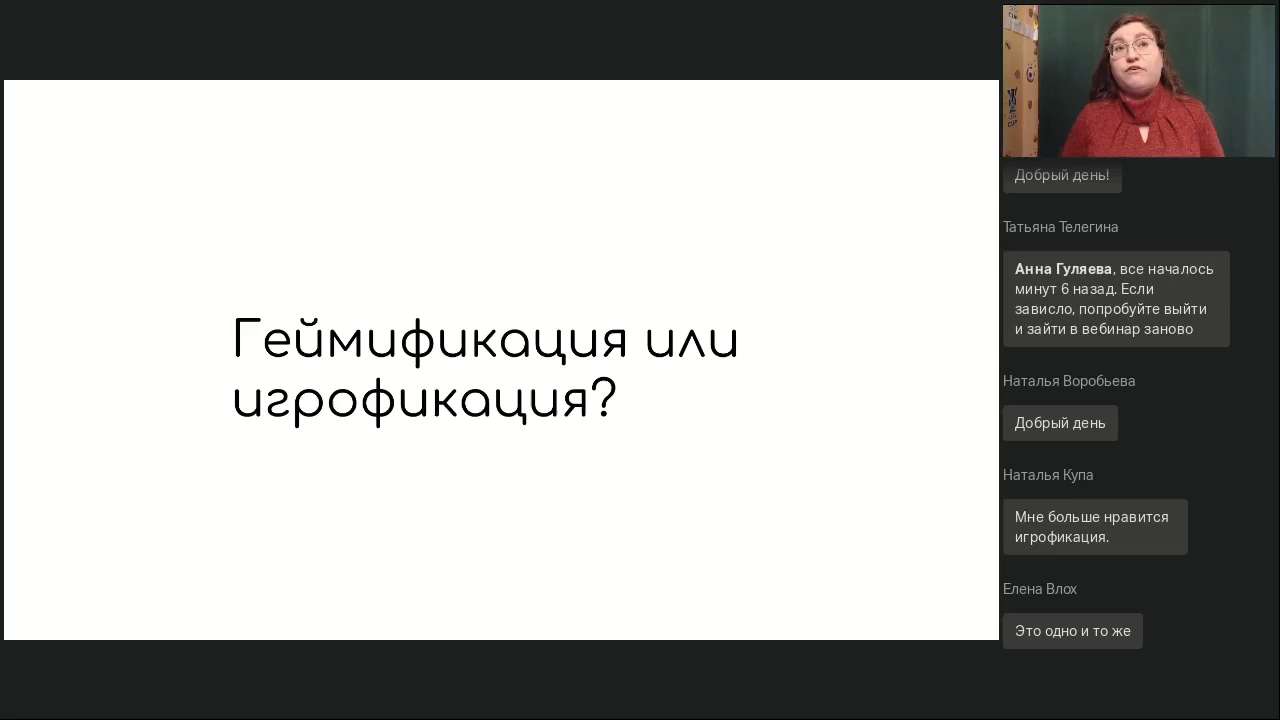 Геймификация или
игрофикация?
Добрый день!
Татьяна Телегина
Анна Гуляева, все началось
минут 6 назад. Если
зависло, попробуйте выйти
и зайти в вебинар заново
Наталья Воробьева
Добрый день
Наталья Купа
Мне больше нравится
игрофикация.
Елена Влох
Это одно и то же